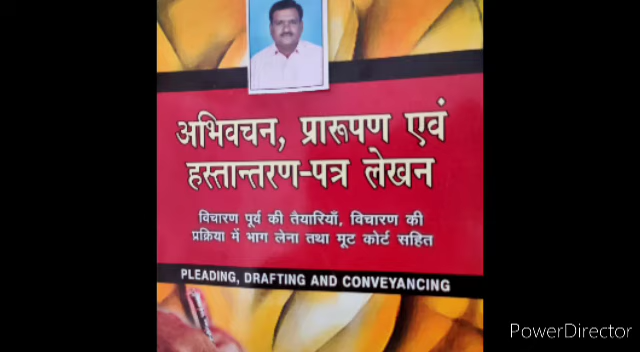 अभिवचन, प्रारूपण एवं
हस्तान्तरण-पत्र लेखन
विचारण पूर्व की तैयारियाँ, विचारण की
प्रक्रिया में भाग लेना तथा मूट कोर्ट सहित
PLEADING, DRAFTING AND CONVEYANCING
PowerDirector